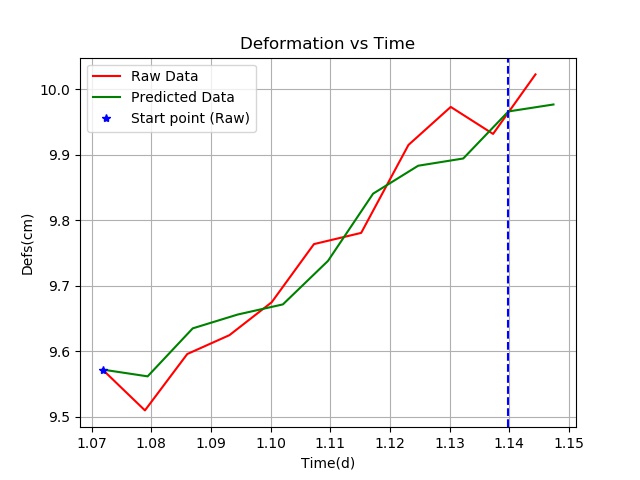 Deformation vs Time
Raw Data
Predicted Data
Start point (Raw)
10.0
9.9
9.8
9.7
9.6
9.5
Defs(cm)
1.07 1.08 1.09 1.10 1.11 1.12 1.13 1.14 1.15
Time(d)